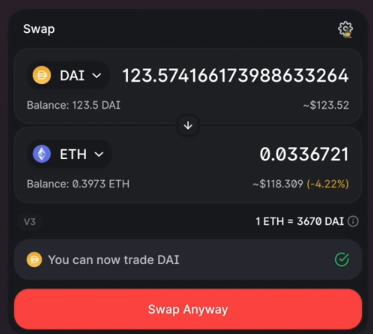 Swap
DAI 123.574166173988633264
Balance: 123.5 DAI ~$123.52
ETH 0.0336721
Balance: 0.3973 ETH ~$118.309 (-4.22%)
V3 1 ETH = 3670 DAI
You can now trade DAI
Swap Anyway